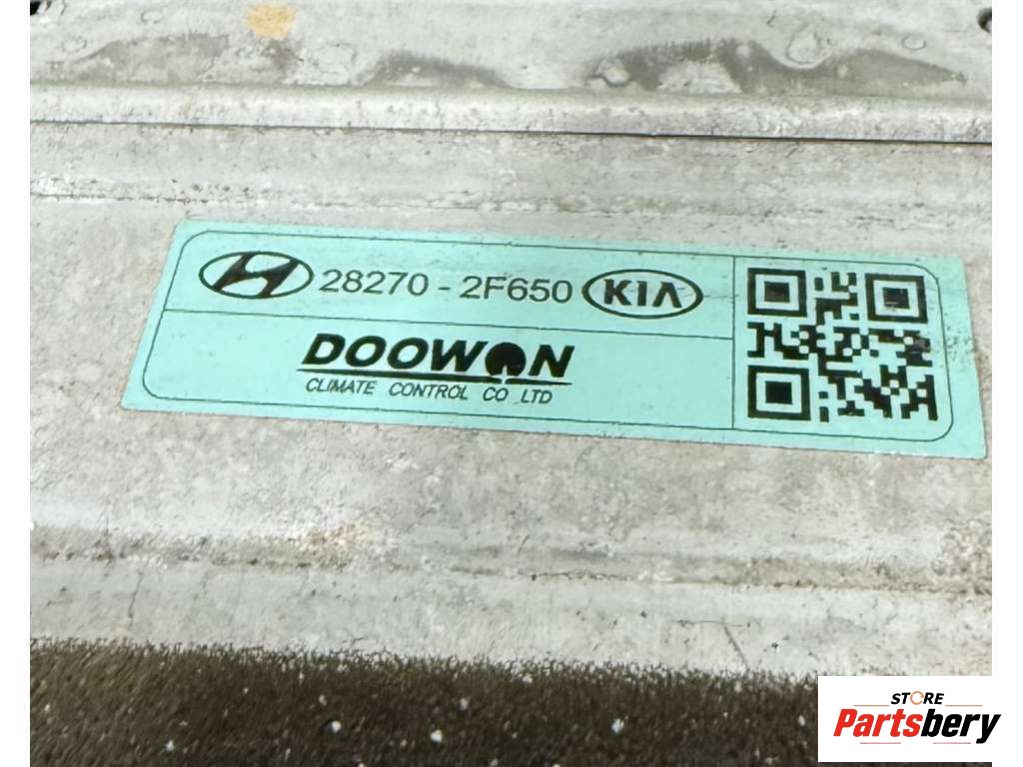 28270 - 2F650 KIA
DOOWON
CLIMATE CONTROL CO LTD
STORE
Partsbery